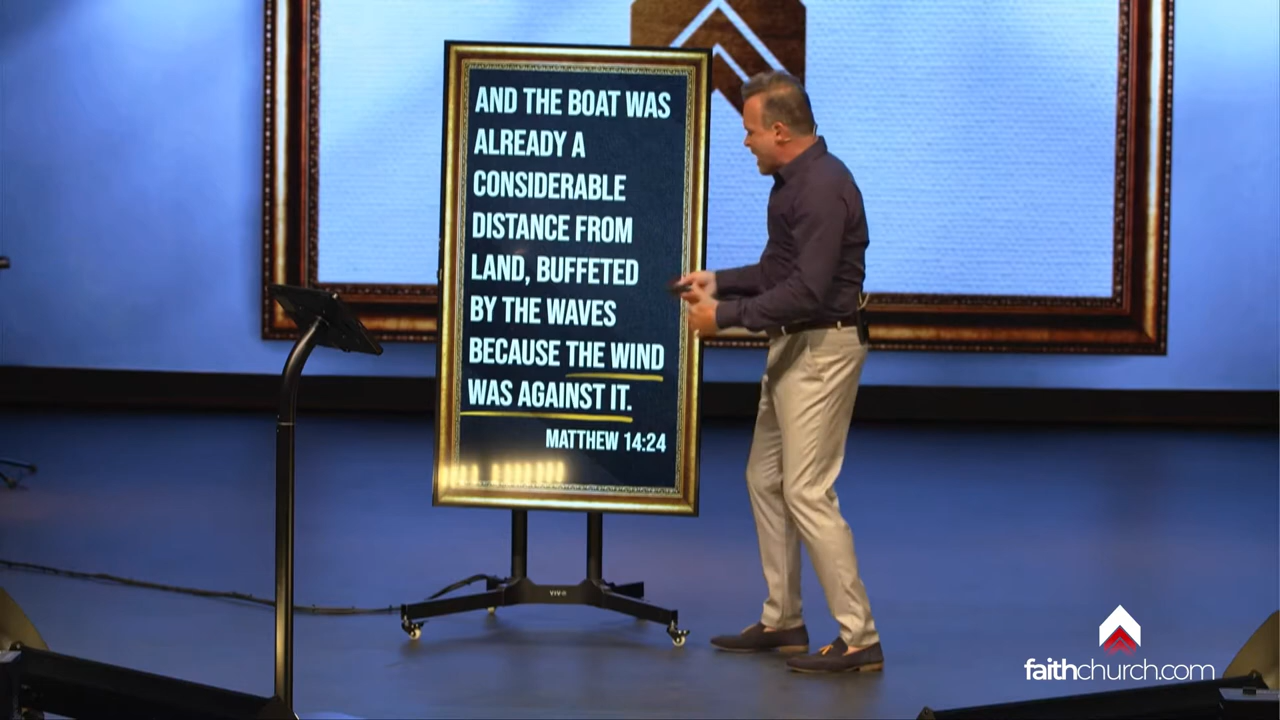 AND THE BOAT WAS
ALREADY A
CONSIDERABLE
DISTANCE FROM
LAND, BUFFETED
BY THE WAVES
BECAUSE THE WIND
WAS AGAINST IT.
MATTHEW 14:24
VIVO
faithchurch.com